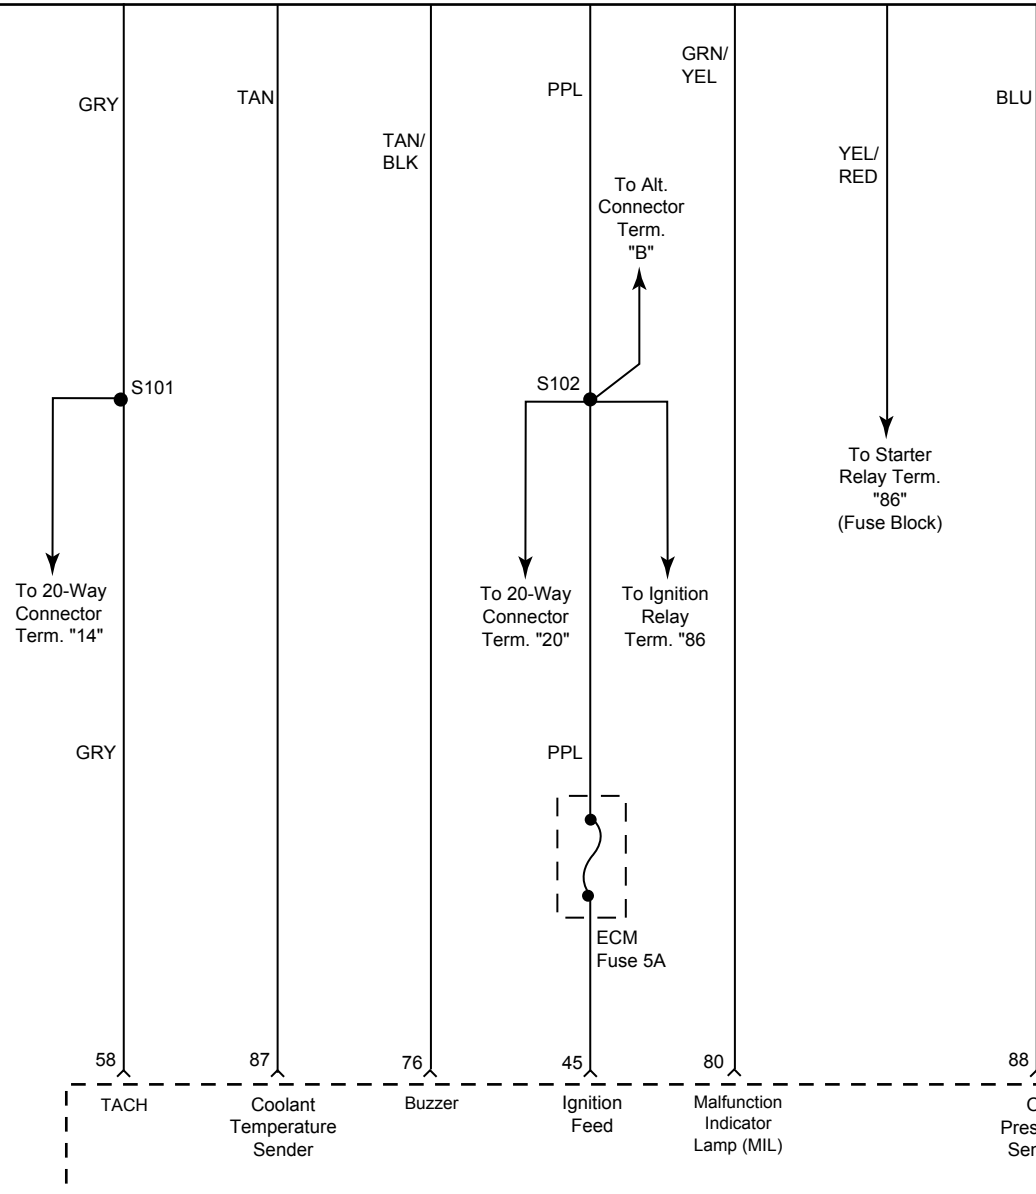 GRY
TAN
TAN/
BLK
PPL
GRN/
YEL
YEL/
RED
BLU
To Alt.
Connector
Term.
"B"
S101
S102
To Starter
Relay Term.
"86"
(Fuse Block)
To 20-Way
Connector
Term. "14"
To 20-Way
Connector
Term. "20"
To Ignition
Relay
Term. "86
GRY
PPL
ECM
Fuse 5A
58
87
76
45
80
88
TACH
Coolant
Temperature
Sender
Buzzer
Ignition
Feed
Malfunction
Indicator
Lamp (MIL)